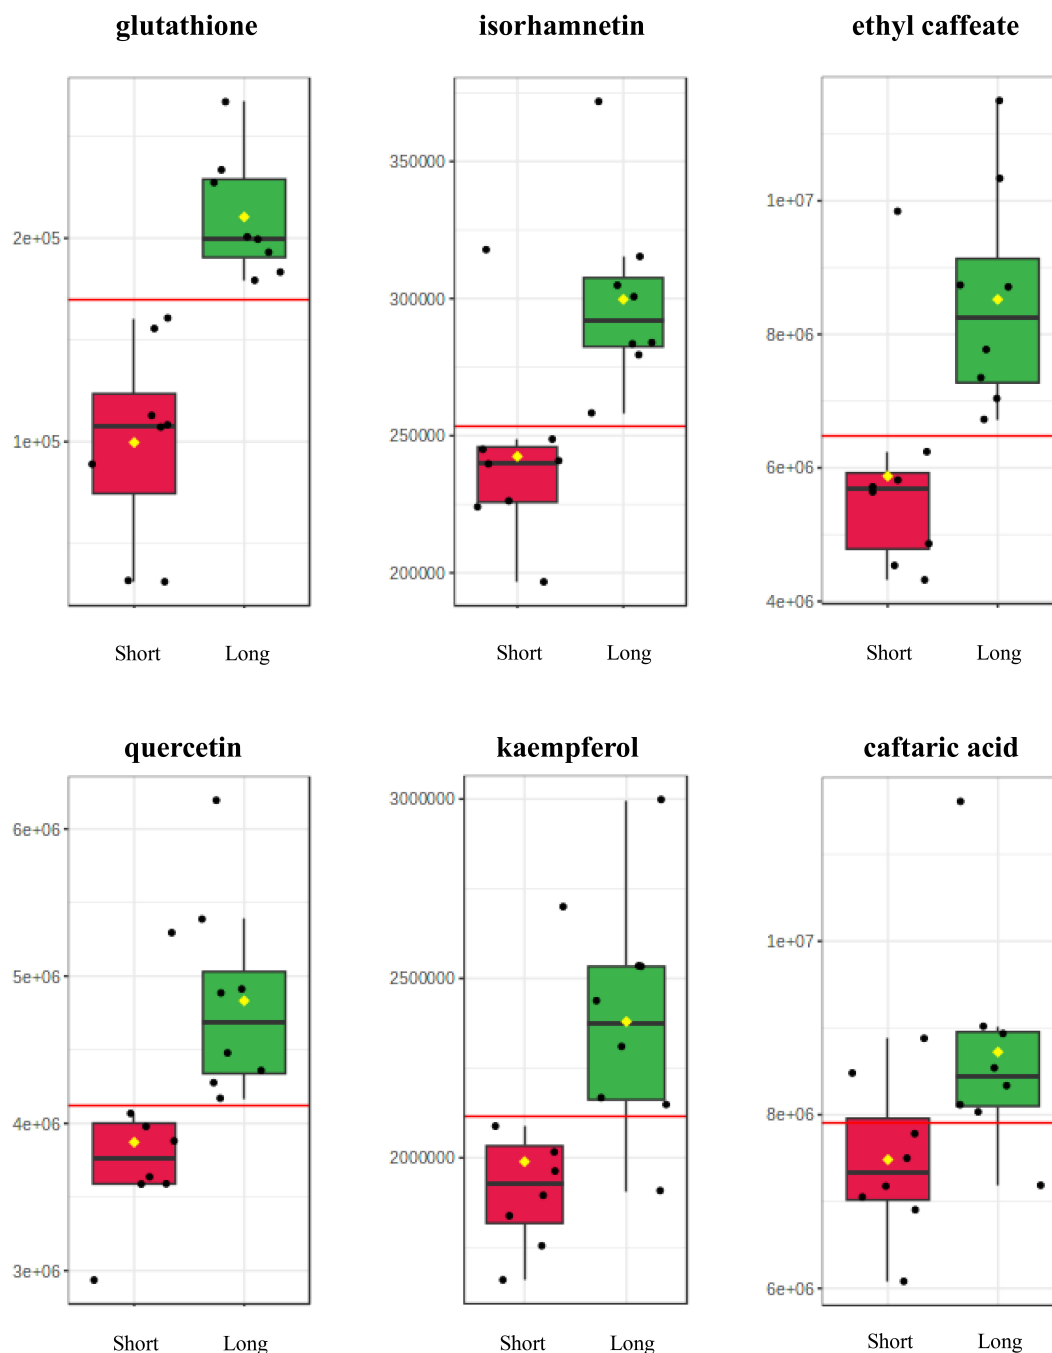 glutathione
2e+05
1e+05
Short Long
isorhamnetin
350000
300000
250000
200000
Short Long
ethyl caffeate
1e+07
8e+06
6e+06
4e+06
Short Long
quercetin
6e+06
5e+06
4e+06
3e+06
Short Long
kaempferol
3000000
2500000
2000000
Short Long
caftaric acid
1e+07
8e+06
6e+06
Short Long